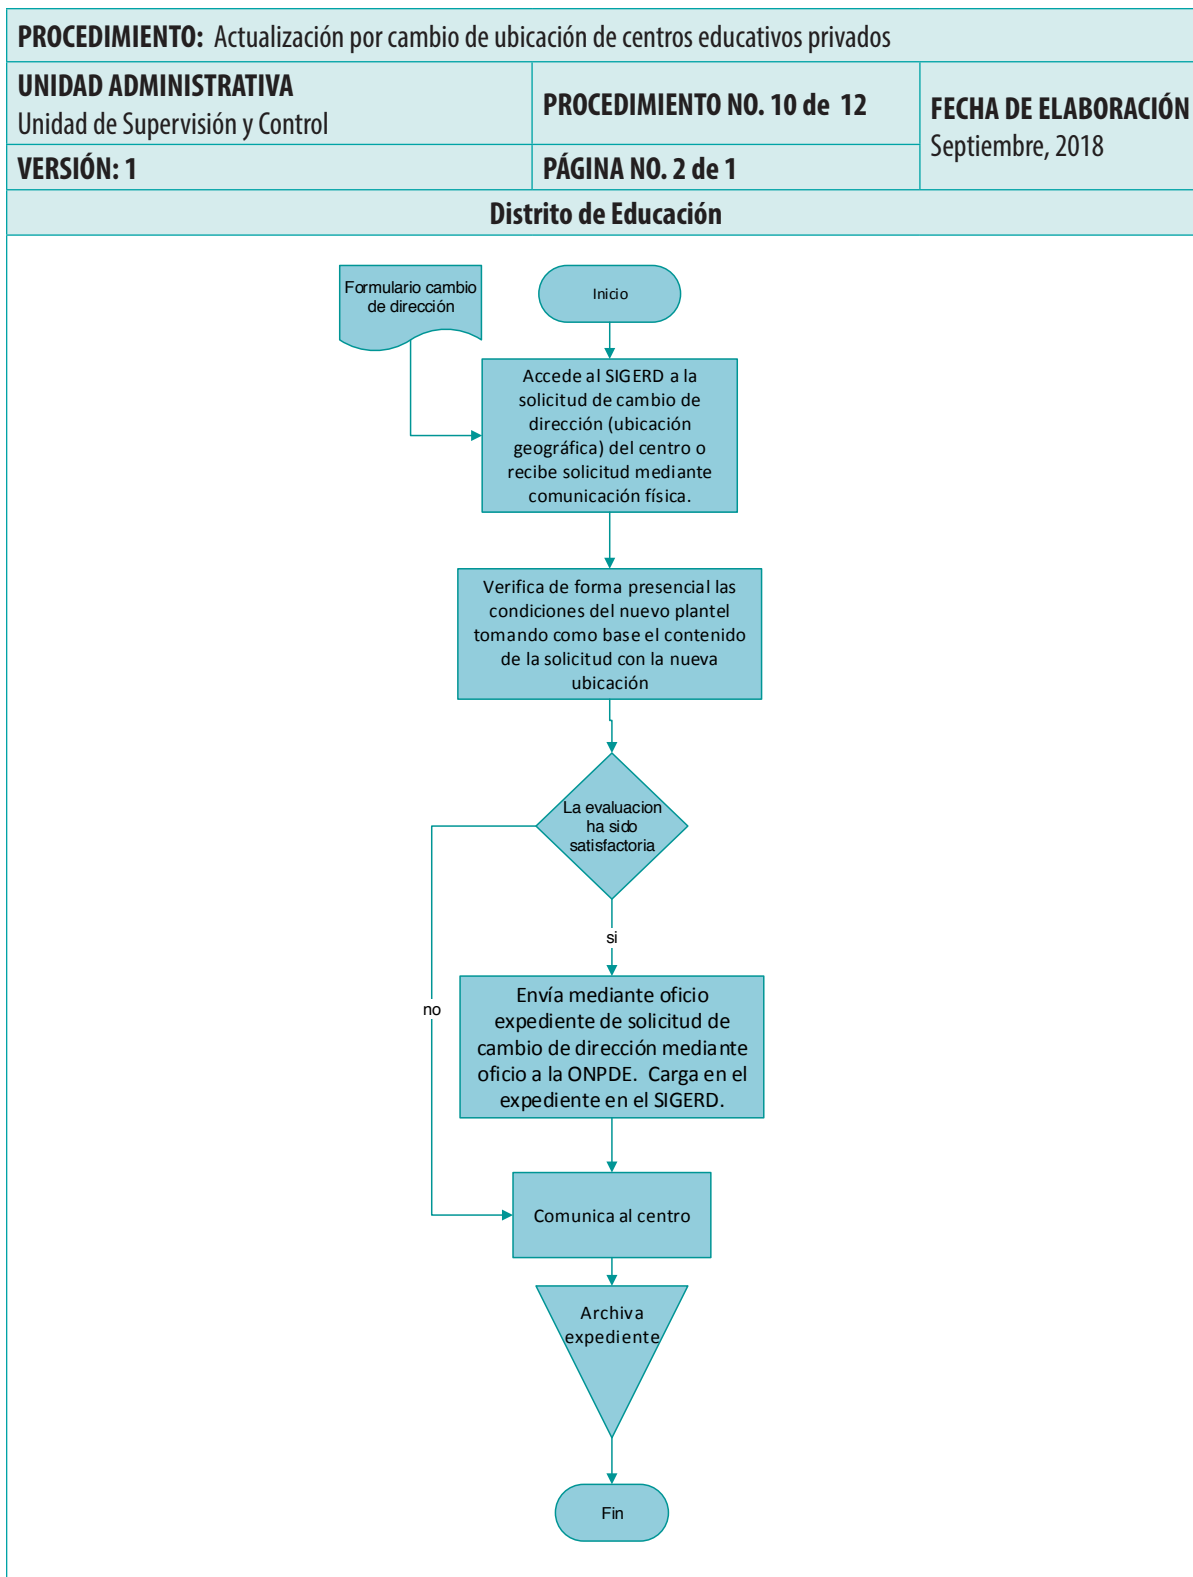 PROCEDIMIENTO: Actualización por cambio de ubicación de centros educativos privados
UNIDAD ADMINISTRATIVA
Unidad de Supervisión y Control
PROCEDIMIENTO NO. 10 de 12
FECHA DE ELABORACIÓN
Septiembre, 2018
VERSIÓN: 1
PÁGINA NO. 2 de 1
Distrito de Educación
Formulario cambio
de dirección
Inicio
Accede al SIGERD a la
solicitud de cambio de
dirección (ubicación
geográfica) del centro o
recibe solicitud mediante
comunicación física.
Verifica de forma presencial las
condiciones del nuevo plantel
tomando como base el contenido
de la solicitud con la nueva
ubicación
La evaluacion
ha sido
satisfactoria
si
no
Envía mediante oficio
expediente de solicitud de
cambio de dirección mediante
oficio a la ONPDE. Carga en el
expediente en el SIGERD.
Comunica al centro
Archiva
expediente
Fin